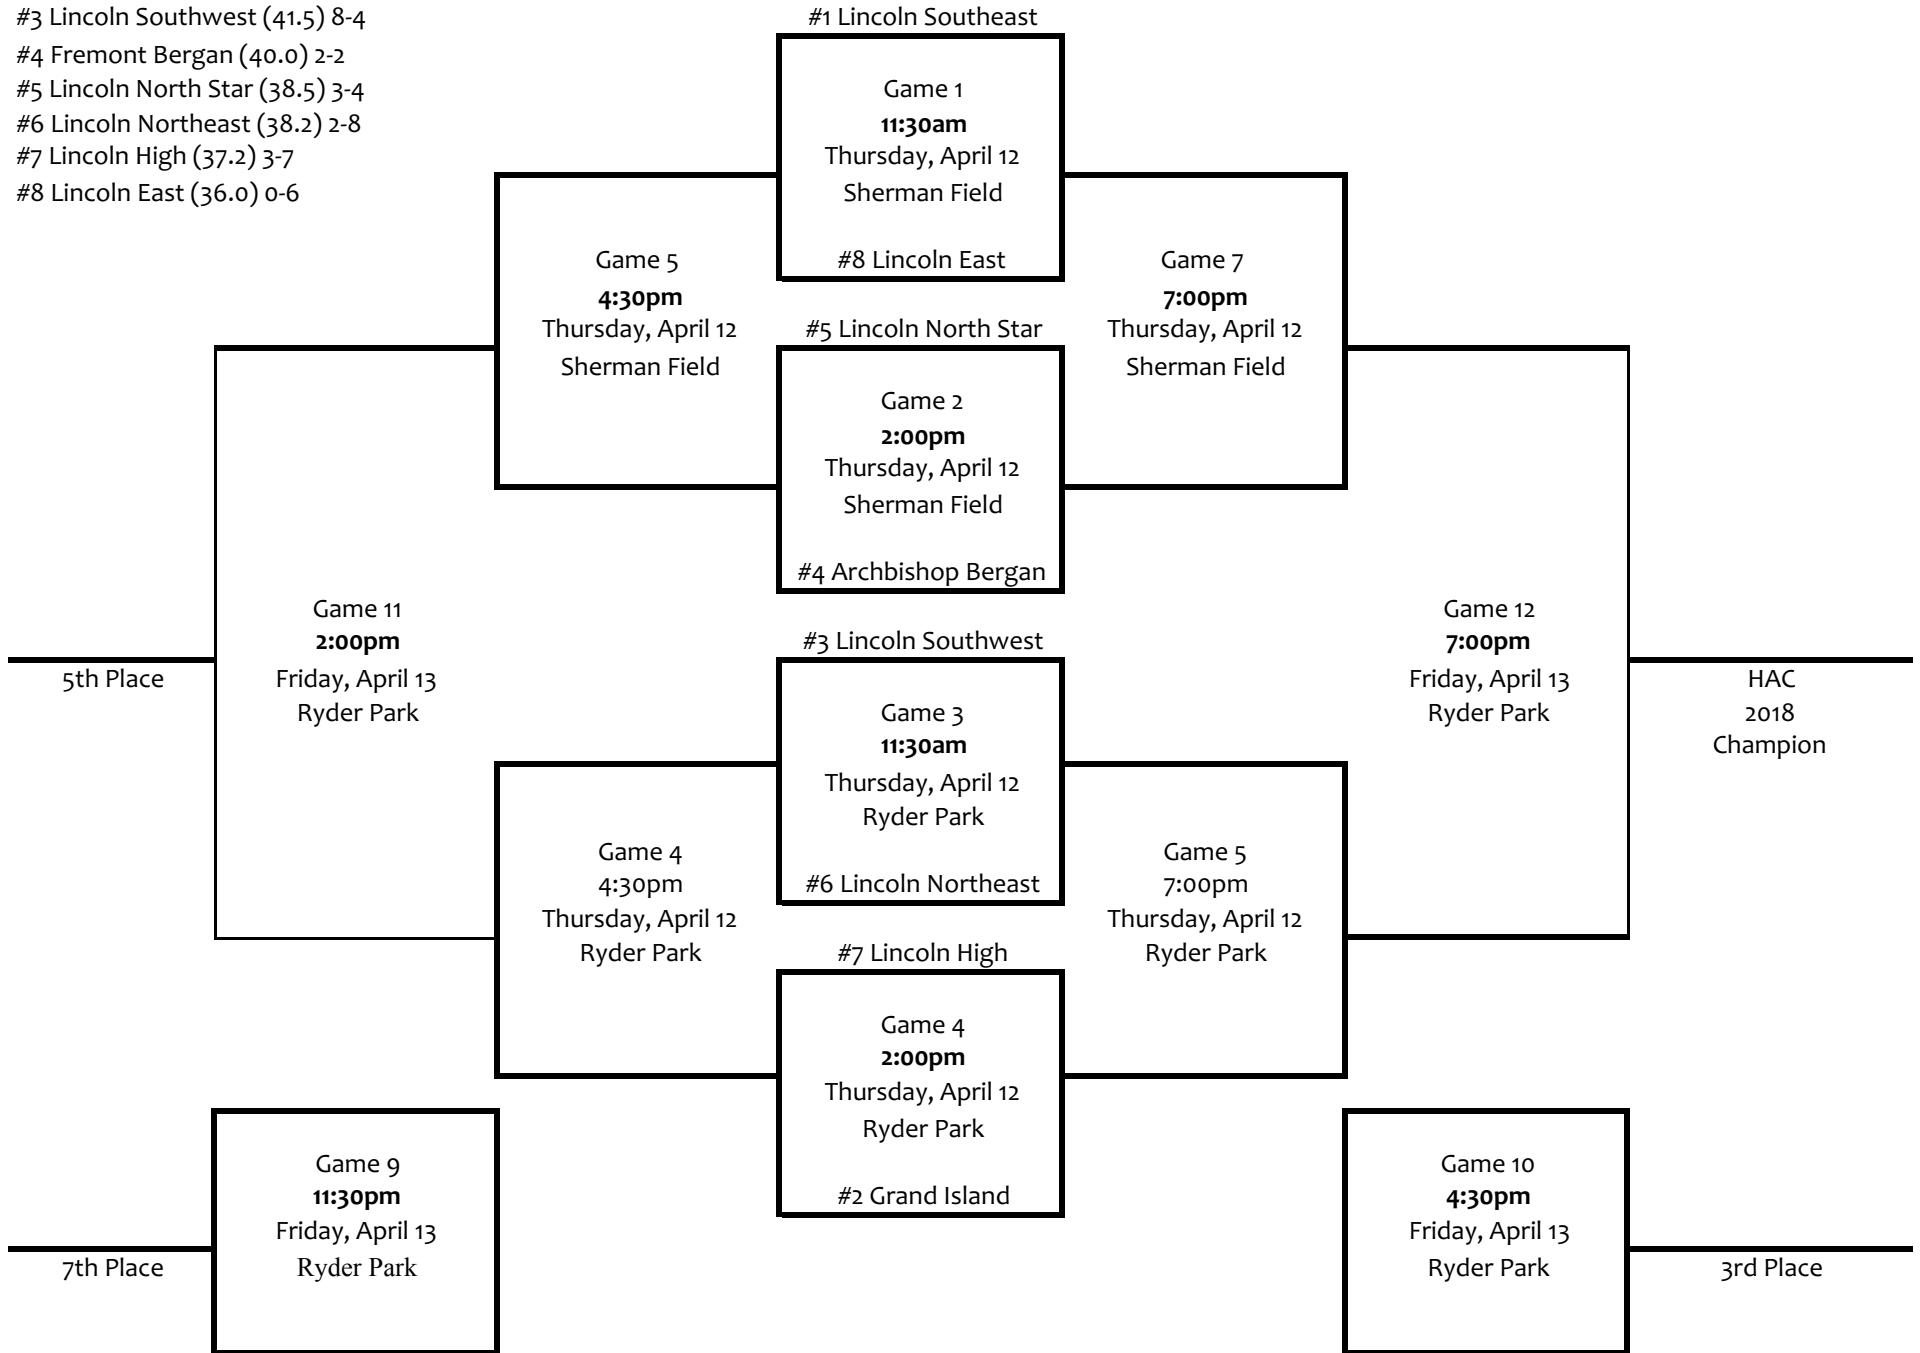 #3 Lincoln Southwest (41.5) 8-4
#4 Fremont Bergan (40.0) 2-2
#5 Lincoln North Star (38.5) 3-4
#6 Lincoln Northeast (38.2) 2-8
#7 Lincoln High (37.2) 3-7
#8 Lincoln East (36.0) 0-6
#1 Lincoln Southeast
Game 1
11:30am
Thursday, April 12
Sherman Field
#8 Lincoln East
Game 5
4:30pm
Thursday, April 12
Sherman Field
Game 7
7:00pm
Thursday, April 12
Sherman Field
#5 Lincoln North Star
Game 2
2:00pm
Thursday, April 12
Sherman Field
#4 Archbishop Bergan
Game 11
2:00pm
Friday, April 13
Ryder Park
5th Place
#3 Lincoln Southwest
Game 3
11:30am
Thursday, April 12
Ryder Park
#6 Lincoln Northeast
Game 12
7:00pm
Friday, April 13
Ryder Park
HAC
2018
Champion
Game 4
4:30pm
Thursday, April 12
Ryder Park
Game 5
7:00pm
Thursday, April 12
Ryder Park
#7 Lincoln High
Game 4
2:00pm
Thursday, April 12
Ryder Park
#2 Grand Island
Game 9
11:30pm
Friday, April 13
Ryder Park
7th Place
Game 10
4:30pm
Friday, April 13
Ryder Park
3rd Place